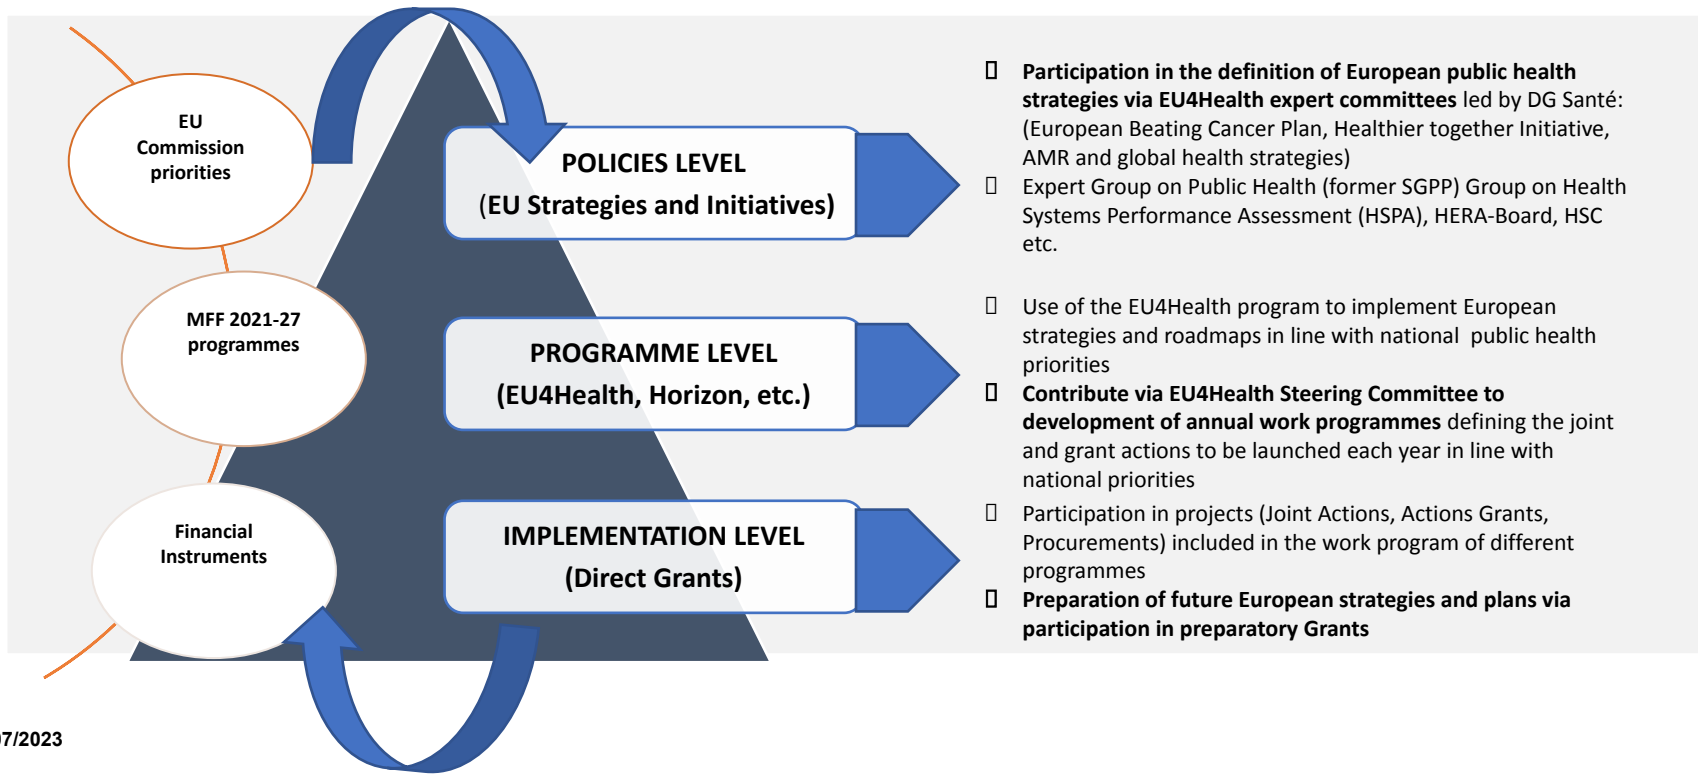 EU
Commission
priorities
MFF 2021-27
programmes
Financial
Instruments
POLICIES LEVEL
(EU Strategies and Initiatives)
PROGRAMME LEVEL
(EU4Health, Horizon, etc.)
IMPLEMENTATION LEVEL
(Direct Grants)
Participation in the definition of European public health
strategies via EU4Health expert committees led by DG Santé:
(European Beating Cancer Plan, Healthier together Initiative,
AMR and global health strategies)
Expert Group on Public Health (former SGPP) Group on Health
Systems Performance Assessment (HSPA), HERA-Board, HSC
etc.
Use of the EU4Health program to implement European
strategies and roadmaps in line with national public health
priorities
Contribute via EU4Health Steering Committee to
development of annual work programmes defining the joint
and grant actions to be launched each year in line with
national priorities
Participation in projects (Joint Actions, Actions Grants,
Procurements) included in the work program of different
programmes
Preparation of future European strategies and plans via
participation in preparatory Grants
07/2023